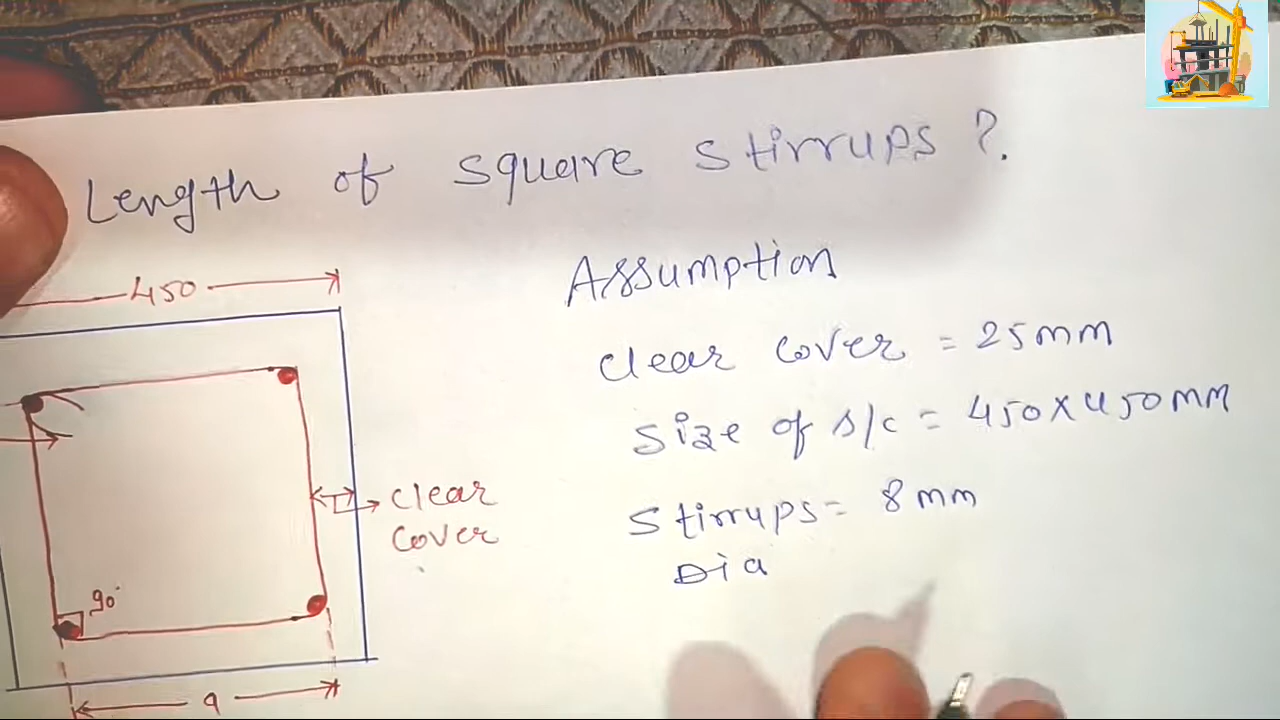 Length of square stirrups ?.
450
Assumption
clear cover = 25mm
size of s/c = 450x450mm
stirrups = 8mm
Dia
clear
cover
90°
a